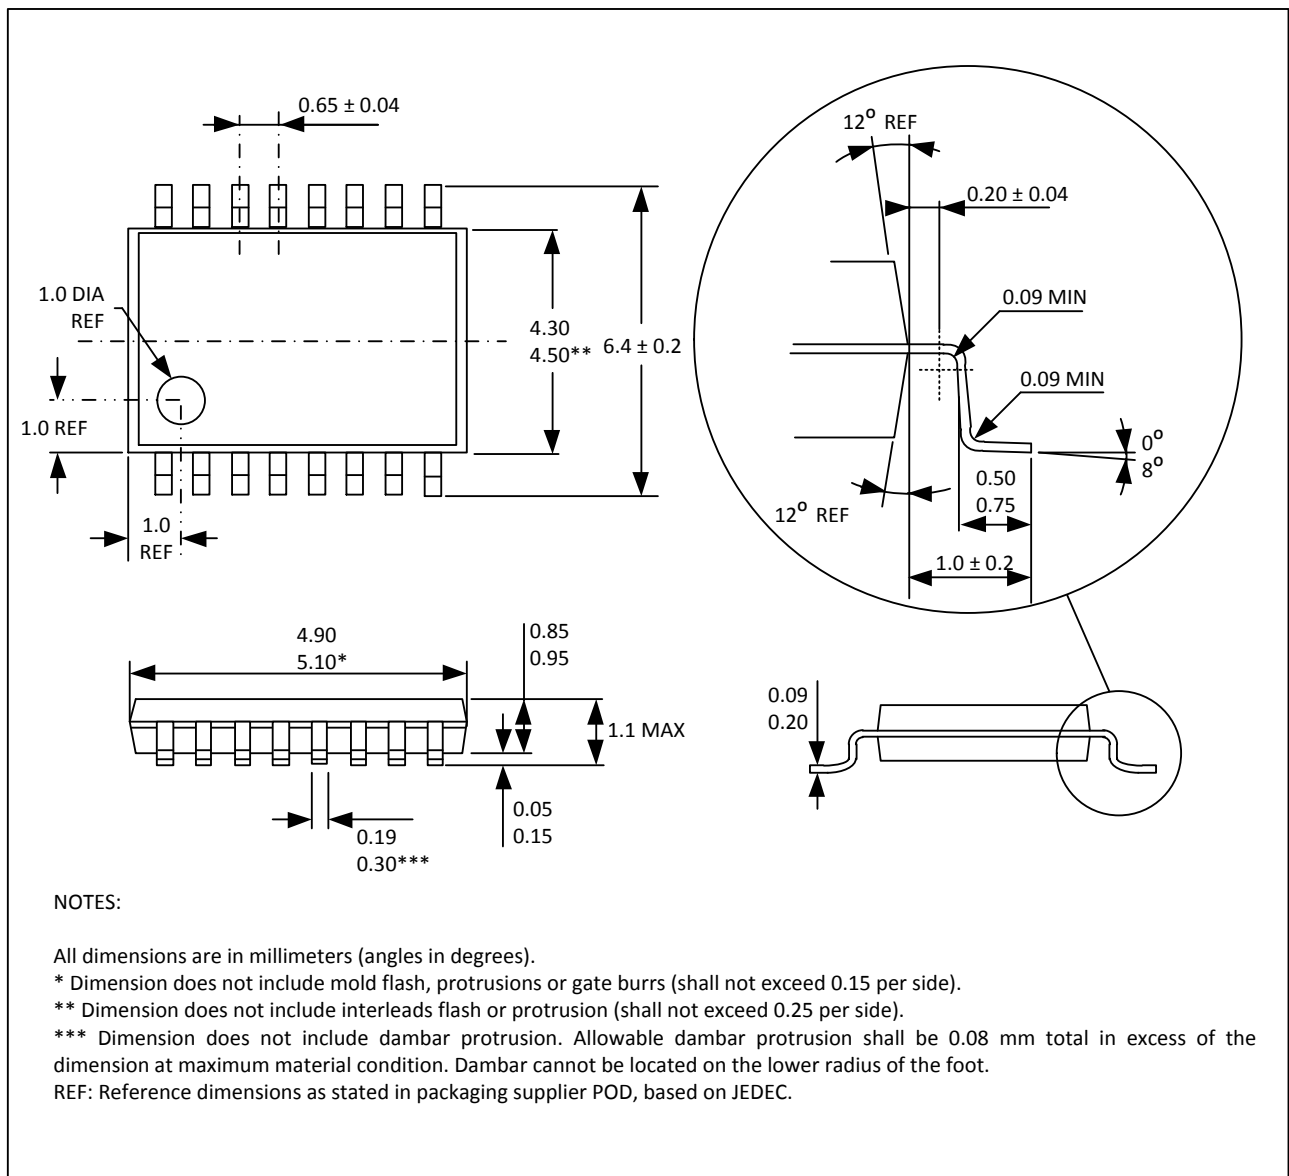 0.65 ± 0.04
12° REF
0.20 ± 0.04
1.0 DIA
REF
0.09 MIN
4.30
4.50**
6.4 ± 0.2
0.09 MIN
1.0 REF
0°
8°
0.50
0.75
1.0
REF
12° REF
1.0 ± 0.2
4.90
5.10*
0.85
0.95
1.1 MAX
0.09
0.20
0.05
0.15
0.19
0.30***
NOTES:
All dimensions are in millimeters (angles in degrees).
* Dimension does not include mold flash, protrusions or gate burrs (shall not exceed 0.15 per side).
** Dimension does not include interleads flash or protrusion (shall not exceed 0.25 per side).
*** Dimension does not include dambar protrusion. Allowable dambar protrusion shall be 0.08 mm total in excess of the
dimension at maximum material condition. Dambar cannot be located on the lower radius of the foot.
REF: Reference dimensions as stated in packaging supplier POD, based on JEDEC.